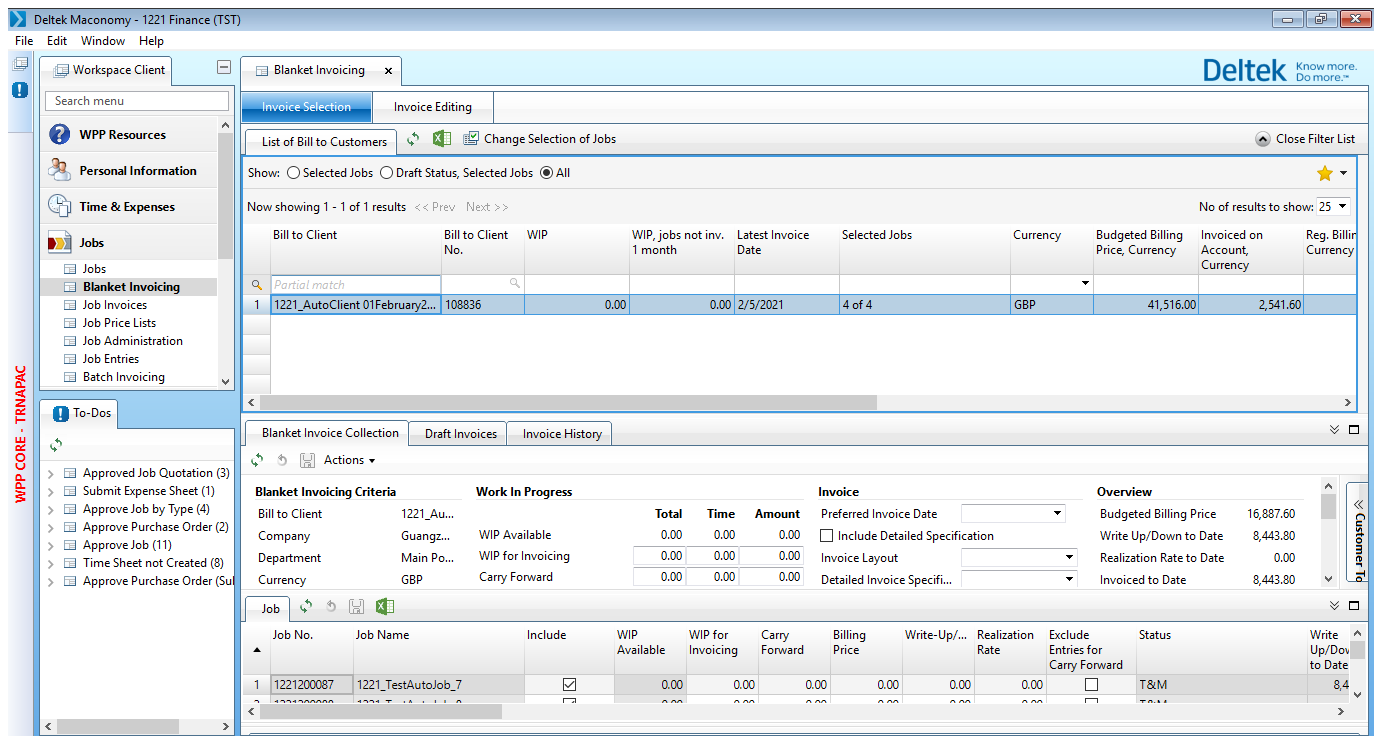 Deltek Maconomy - 1221 Finance (TST)
File Edit Window Help
Workspace Client
Search menu
WPP Resources
Personal Information
Time & Expenses
Jobs
Jobs
Blanket Invoicing
Job Invoices
Job Price Lists
Job Administration
Job Entries
Batch Invoicing
WPP CORE - TRNAPAC
To-Dos
Approved Job Quotation (3)
Submit Expense Sheet (1)
Approve Job by Type (4)
Approve Purchase Order (2)
Approve Job (11)
Time Sheet not Created (8)
Approve Purchase Order (Sul
Blanket Invoicing
Deltek Know more. Do more.™
Invoice Selection Invoice Editing
List of Bill to Customers Change Selection of Jobs Close Filter List
Show: Selected Jobs Draft Status, Selected Jobs All
Now showing 1 - 1 of 1 results << Prev Next >> No of results to show: 25
Bill to Client Bill to Client No. WIP WIP, jobs not inv. 1 month Latest Invoice Date Selected Jobs Currency Budgeted Billing Price, Currency Invoiced on Account, Currency Reg. Billin Currency
Partial match
1 1221_AutoClient 01February2... 108836 0.00 0.00 2/5/2021 4 of 4 GBP 41,516.00 2,541.60
Blanket Invoice Collection Draft Invoices Invoice History
Actions
Blanket Invoicing Criteria Work In Progress Invoice Overview
Bill to Client 1221_Au... Total Time Amount Preferred Invoice Date Budgeted Billing Price 16,887.60
Company Guangz... WIP Available 0.00 0.00 0.00 Include Detailed Specification Write Up/Down to Date 8,443.80
Department Main Po... WIP for Invoicing 0.00 0.00 0.00 Invoice Layout Realization Rate to Date 0.00
Currency GBP Carry Forward 0.00 0.00 0.00 Detailed Invoice Specifi... Invoiced to Date 8,443.80
Customer To
Job
Job No. Job Name Include WIP Available WIP for Invoicing Carry Forward Billing Price Write-Up/... Realization Rate Exclude Entries for Carry Forward Status Write Up/Dov to Date
1 1221200087 1221_TestAutoJob_7 0.00 0.00 0.00 0.00 0.00 0.00 T&M 8,4